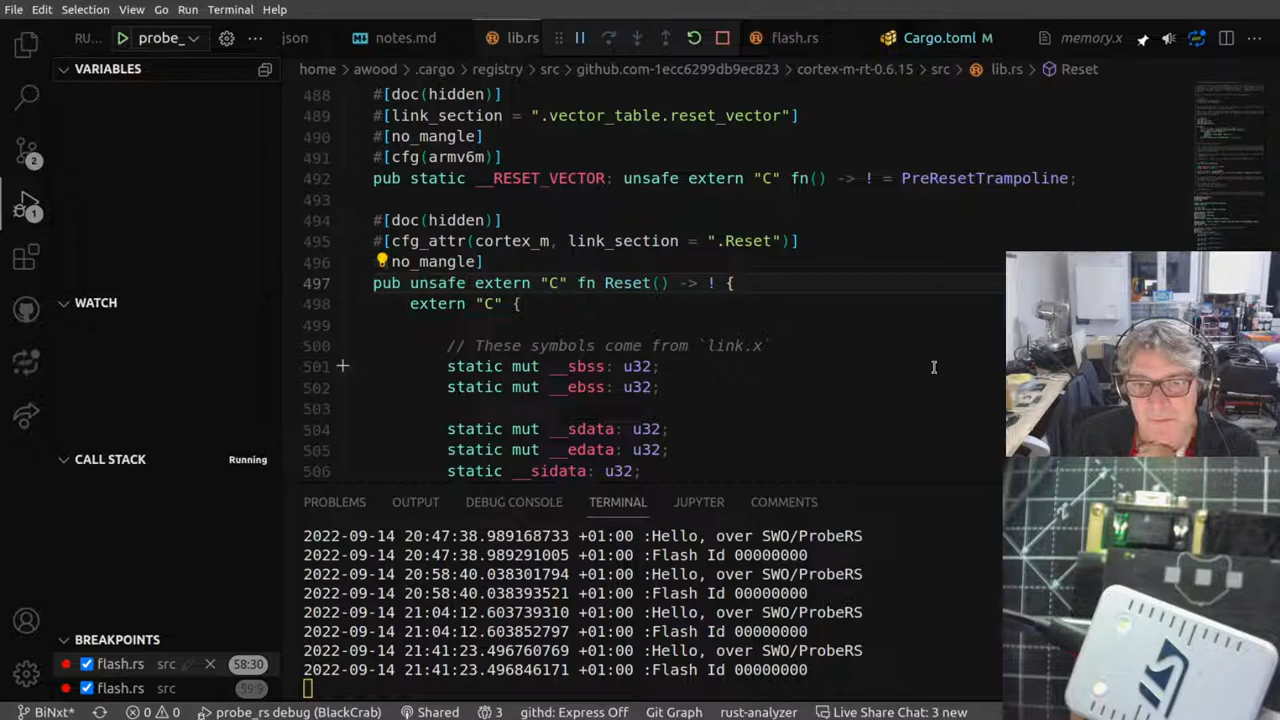 File Edit Selection View Go Run Terminal Help
RU... probe_ ... json notes.md lib.rs flash.rs Cargo.toml M memory.x ...
VARIABLES
WATCH
CALL STACK Running
BREAKPOINTS
flash.rs src 58:30
flash.rs src 59:9
2
1
home > awood > .cargo > registry > src > github.com-1ecc6299db9ec823 > cortex-m-rt-0.6.15 > src > lib.rs > Reset
488 #[doc(hidden)]
489 #[link_section = ".vector_table.reset_vector"]
490 #[no_mangle]
491 #[cfg(armv6m)]
492 pub static __RESET_VECTOR: unsafe extern "C" fn() -> ! = PreResetTrampoline;
493
494 #[doc(hidden)]
495 #[cfg_attr(cortex_m, link_section = ".Reset")]
496 no_mangle]
497 pub unsafe extern "C" fn Reset() -> ! {
498 extern "C" {
499
500 // These symbols come from `link.x`
501 static mut __sbss: u32;
502 static mut __ebss: u32;
503
504 static mut __sdata: u32;
505 static mut __edata: u32;
506 static __sidata: u32;
PROBLEMS OUTPUT DEBUG CONSOLE TERMINAL JUPYTER COMMENTS
2022-09-14 20:47:38.989168733 +01:00 :Hello, over SWO/ProbeRS
2022-09-14 20:47:38.989291005 +01:00 :Flash Id 00000000
2022-09-14 20:58:40.038301794 +01:00 :Hello, over SWO/ProbeRS
2022-09-14 20:58:40.038393521 +01:00 :Flash Id 00000000
2022-09-14 21:04:12.603739310 +01:00 :Hello, over SWO/ProbeRS
2022-09-14 21:04:12.603852797 +01:00 :Flash Id 00000000
2022-09-14 21:41:23.496760769 +01:00 :Hello, over SWO/ProbeRS
2022-09-14 21:41:23.496846171 +01:00 :Flash Id 00000000
BiNxt* 0 0 probe_rs debug (BlackCrab) Shared 3 githd: Express Off Git Graph rust-analyzer Live Share Chat: 3 new